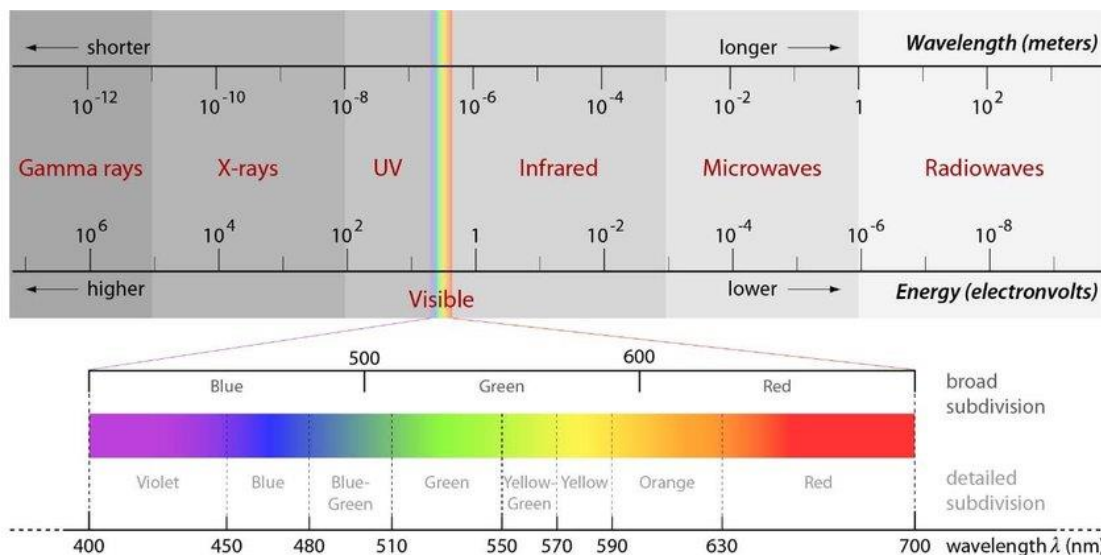 ← shorter longer → Wavelength (meters)
10⁻¹² 10⁻¹⁰ 10⁻⁸ 10⁻⁶ 10⁻⁴ 10⁻² 1 10²
Gamma rays X-rays UV Infrared Microwaves Radiowaves
10⁶ 10⁴ 10² 1 10⁻² 10⁻⁴ 10⁻⁶ 10⁻⁸
← higher Visible lower → Energy (electronvolts)
500 600
Blue Green Red broad
subdivision
Violet Blue Blue- Green Yellow- Yellow Orange Red detailed
Green Green subdivision
400 450 480 510 550 570 590 630 700 wavelength λ (nm)